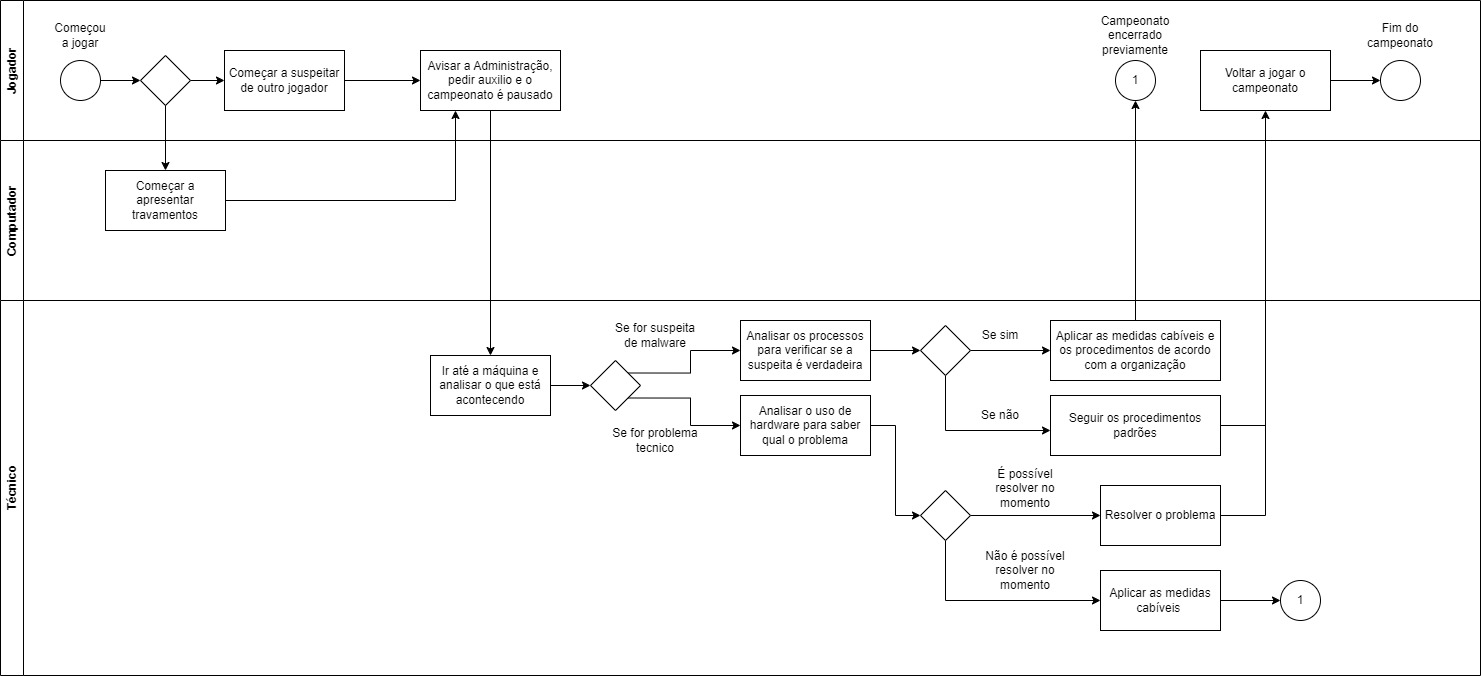 Jogador
Começou
a jogar
Começar a suspeitar
de outro jogador
Avisar a Administração,
pedir auxilio e o
campeonato é pausado
Campeonato
encerrado
previamente
1
Voltar a jogar o
campeonato
Fim do
campeonato
Computador
Começar a
apresentar
travamentos
Técnico
Ir até a máquina e
analisar o que está
acontecendo
Se for suspeita
de malware
Se for problema
tecnico
Analisar os processos
para verificar se a
suspeita é verdadeira
Analisar o uso de
hardware para saber
qual o problema
Se sim
Aplicar as medidas cabíveis e
os procedimentos de acordo
com a organização
Se não
Seguir os procedimentos
padrões
É possível
resolver no
momento
Resolver o problema
Não é possível
resolver no
momento
Aplicar as medidas
cabíveis
1